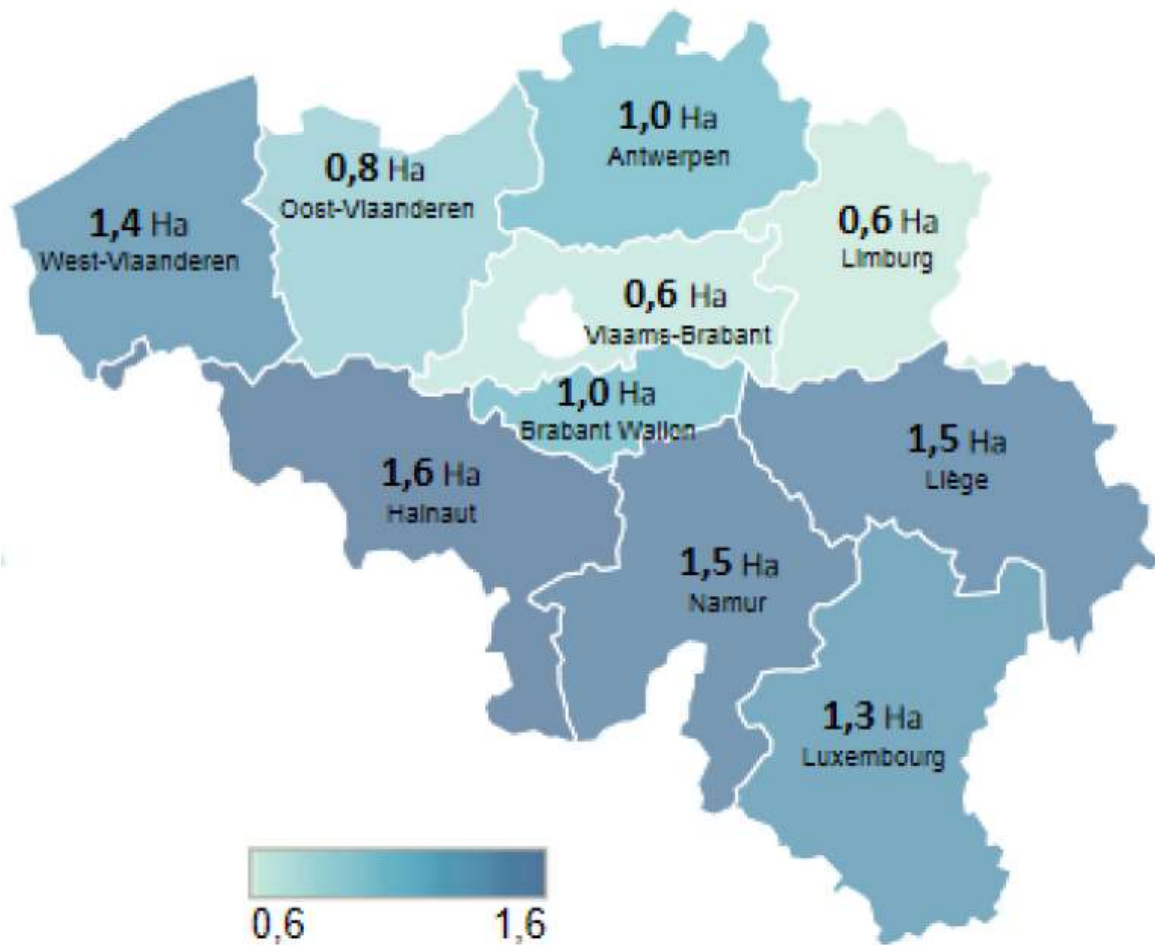 1,0 Ha
Antwerpen
0,8 Ha
Oost-Vlaanderen
1,4 Ha
West-Vlaanderen
0,6 Ha
Limburg
0,6 Ha
Vlaams-Brabant
1,0 Ha
Brabant Wallon
1,6 Ha
Hainaut
1,5 Ha
Liège
1,5 Ha
Namur
1,3 Ha
Luxembourg
0,6 1,6